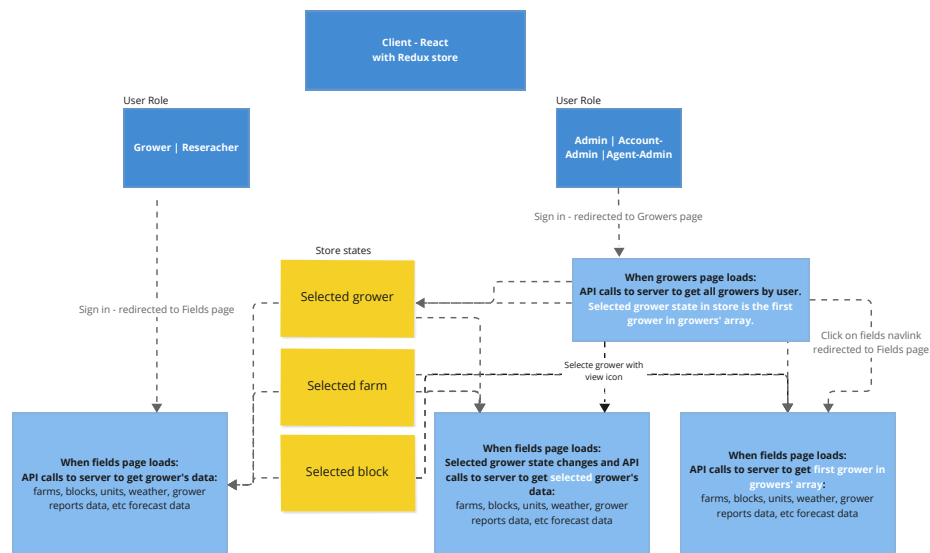 Client - React
with Redux store
User Role
Grower | Reseracher
User Role
Admin | Account-
Admin |Agent-Admin
Sign in - redirected to Growers page
Store states
Selected grower
When growers page loads:
API calls to server to get all growers by user.
Selected grower state in store is the first
grower in growers' array.
Sign in - redirected to Fields page
Click on fields navlink
redirected to Fields page
Selecte grower with
view icon
Selected farm
Selected block
When fields page loads:
API calls to server to get grower's data:
farms, blocks, units, weather, grower
reports data, etc forecast data
When fields page loads:
Selected grower state changes and API
calls to server to get selected grower's
data:
farms, blocks, units, weather, grower
reports data, etc forecast data
When fields page loads:
API calls to server to get first grower in
growers' array:
farms, blocks, units, weather, grower
reports data, etc forecast data